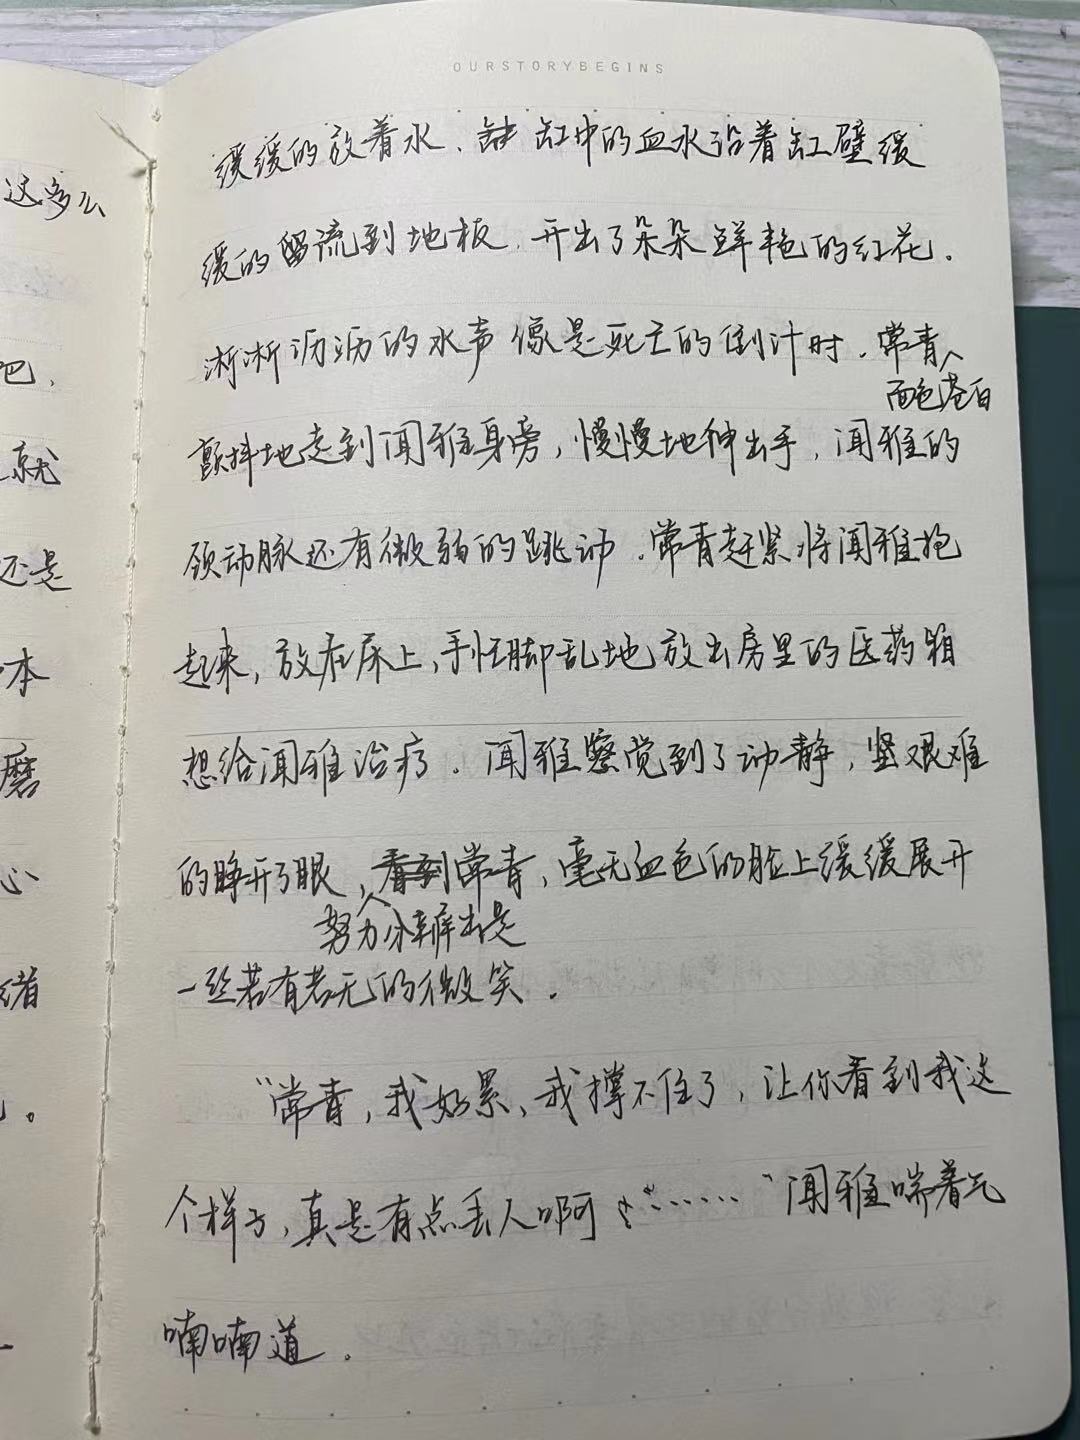 OURSTORYBEGINS
这多么
吧，
就
还是
本
磨
心
绪
缓缓的放着水、缸中的血水沿着缸壁缓
缓的流到地板，开出了朵朵鲜艳的红花．
淅淅沥沥的水声像是死亡的倒计时．常青
面色苍白
颤抖地走到闻雅身旁，慢慢地伸出手，闻雅的
颈动脉还有微弱的跳动．常青赶紧将闻雅抱
起来，放在床上，手忙脚乱地放出房里的医药箱
想给闻雅治疗．闻雅察觉到了动静，坚艰难
的睁开了眼，看到常青，毫无血色的脸上缓缓展开
努力分辨出是
一丝若有若无的微笑．
“常青，我好累、我撑不住了，让你看到我这
个样子，真是有点丢人啊……”闻雅喘着气
喃喃道．